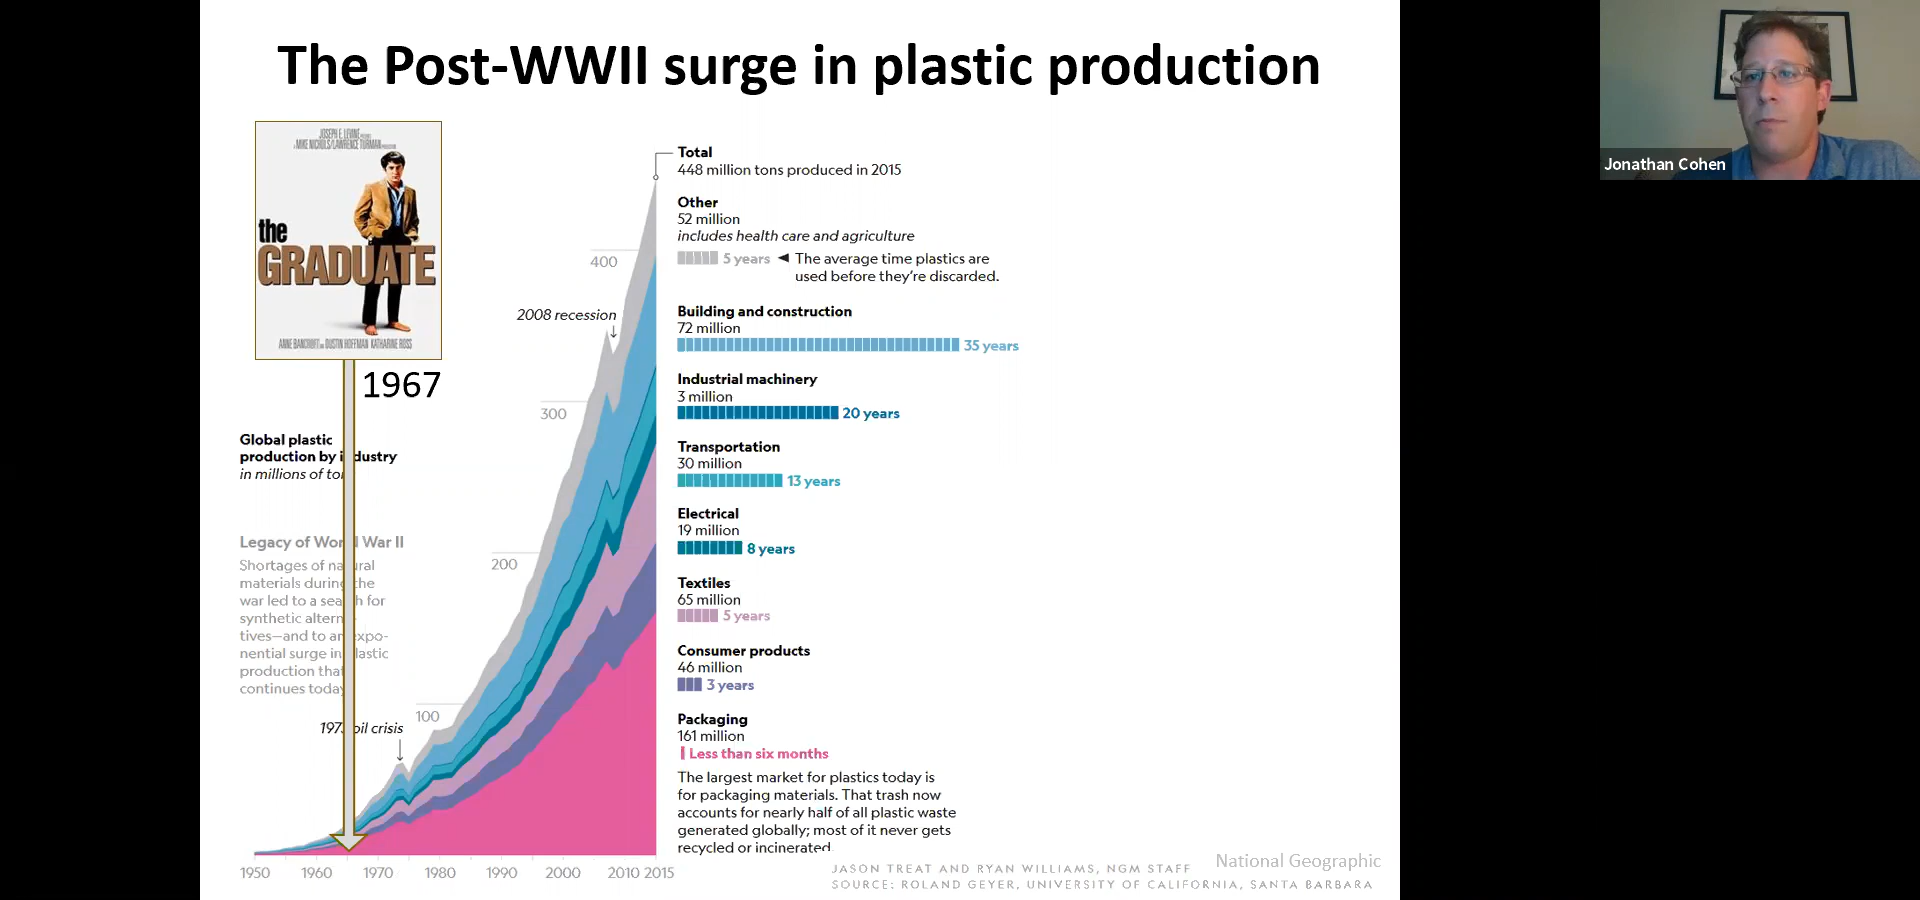 The Post-WWII surge in plastic production
JOSEPH E. LEVINE
MIKE NICHOLS/LAWRENCE TURMAN
the
GRADUATE
ANNE BANCROFT DUSTIN HOFFMAN KATHARINE ROSS
1967
Global plastic
production by industry
in millions of
Legacy of World War II
Shortages of natural
materials during the
war led to a search for
synthetic alterna-
tives—and to an expo-
nential surge in plastic
production that
continues today
1973 oil crisis
2008 recession
400
300
200
100
1950 1960 1970 1980 1990 2000 2010 2015
Total
448 million tons produced in 2015
Other
52 million
includes health care and agriculture
5 years ◄ The average time plastics are
used before they’re discarded.
Building and construction
72 million
35 years
Industrial machinery
3 million
20 years
Transportation
30 million
13 years
Electrical
19 million
8 years
Textiles
65 million
5 years
Consumer products
46 million
3 years
Packaging
161 million
Less than six months
The largest market for plastics today is
for packaging materials. That trash now
accounts for nearly half of all plastic waste
generated globally; most of it never gets
recycled or incinerated.
National Geographic
JASON TREAT AND RYAN WILLIAMS, NGM STAFF
SOURCE: ROLAND GEYER, UNIVERSITY OF CALIFORNIA, SANTA BARBARA
Jonathan Cohen